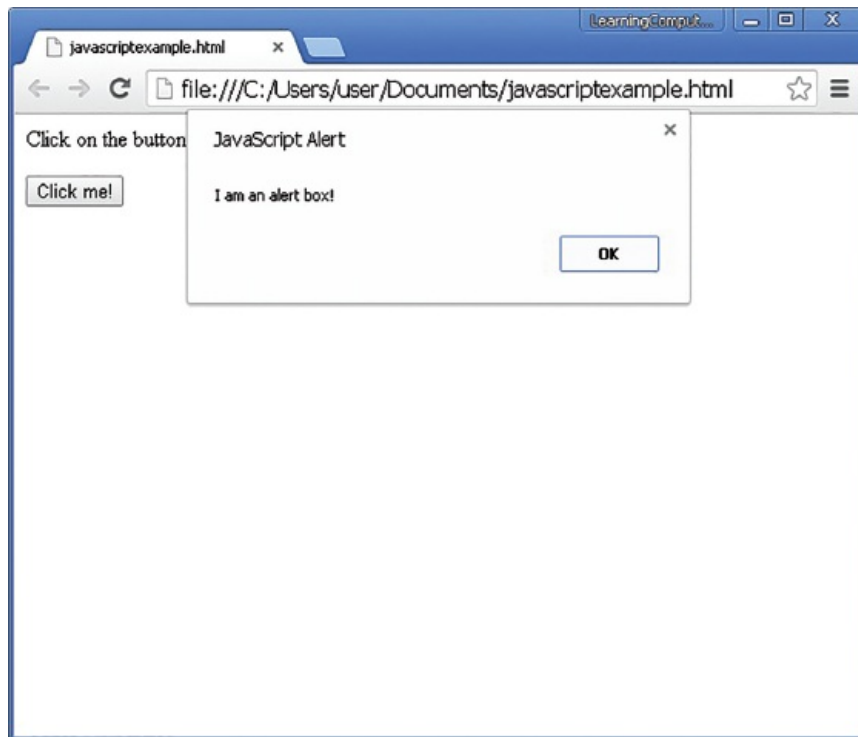 LearningComput...
javascriptexample.html
file:///C:/Users/user/Documents/javascriptexample.html
Click on the button
JavaScript Alert
Click me!
I am an alert box!
OK